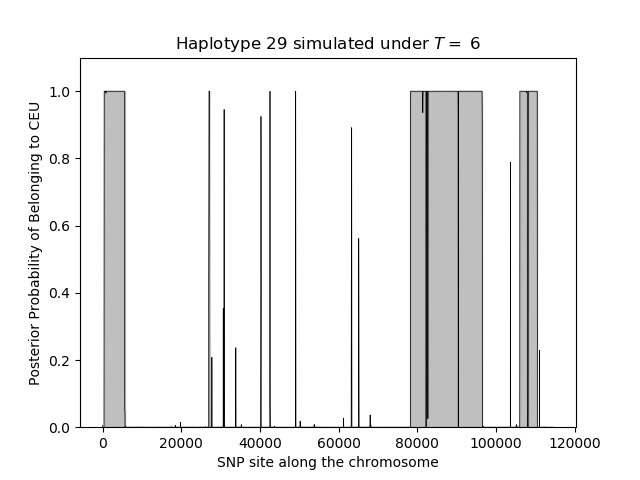 Haplotype 29 simulated under T = 6
Posterior Probability of Belonging to CEU
1.0
0.8
0.6
0.4
0.2
0.0
0 20000 40000 60000 80000 100000 120000
SNP site along the chromosome